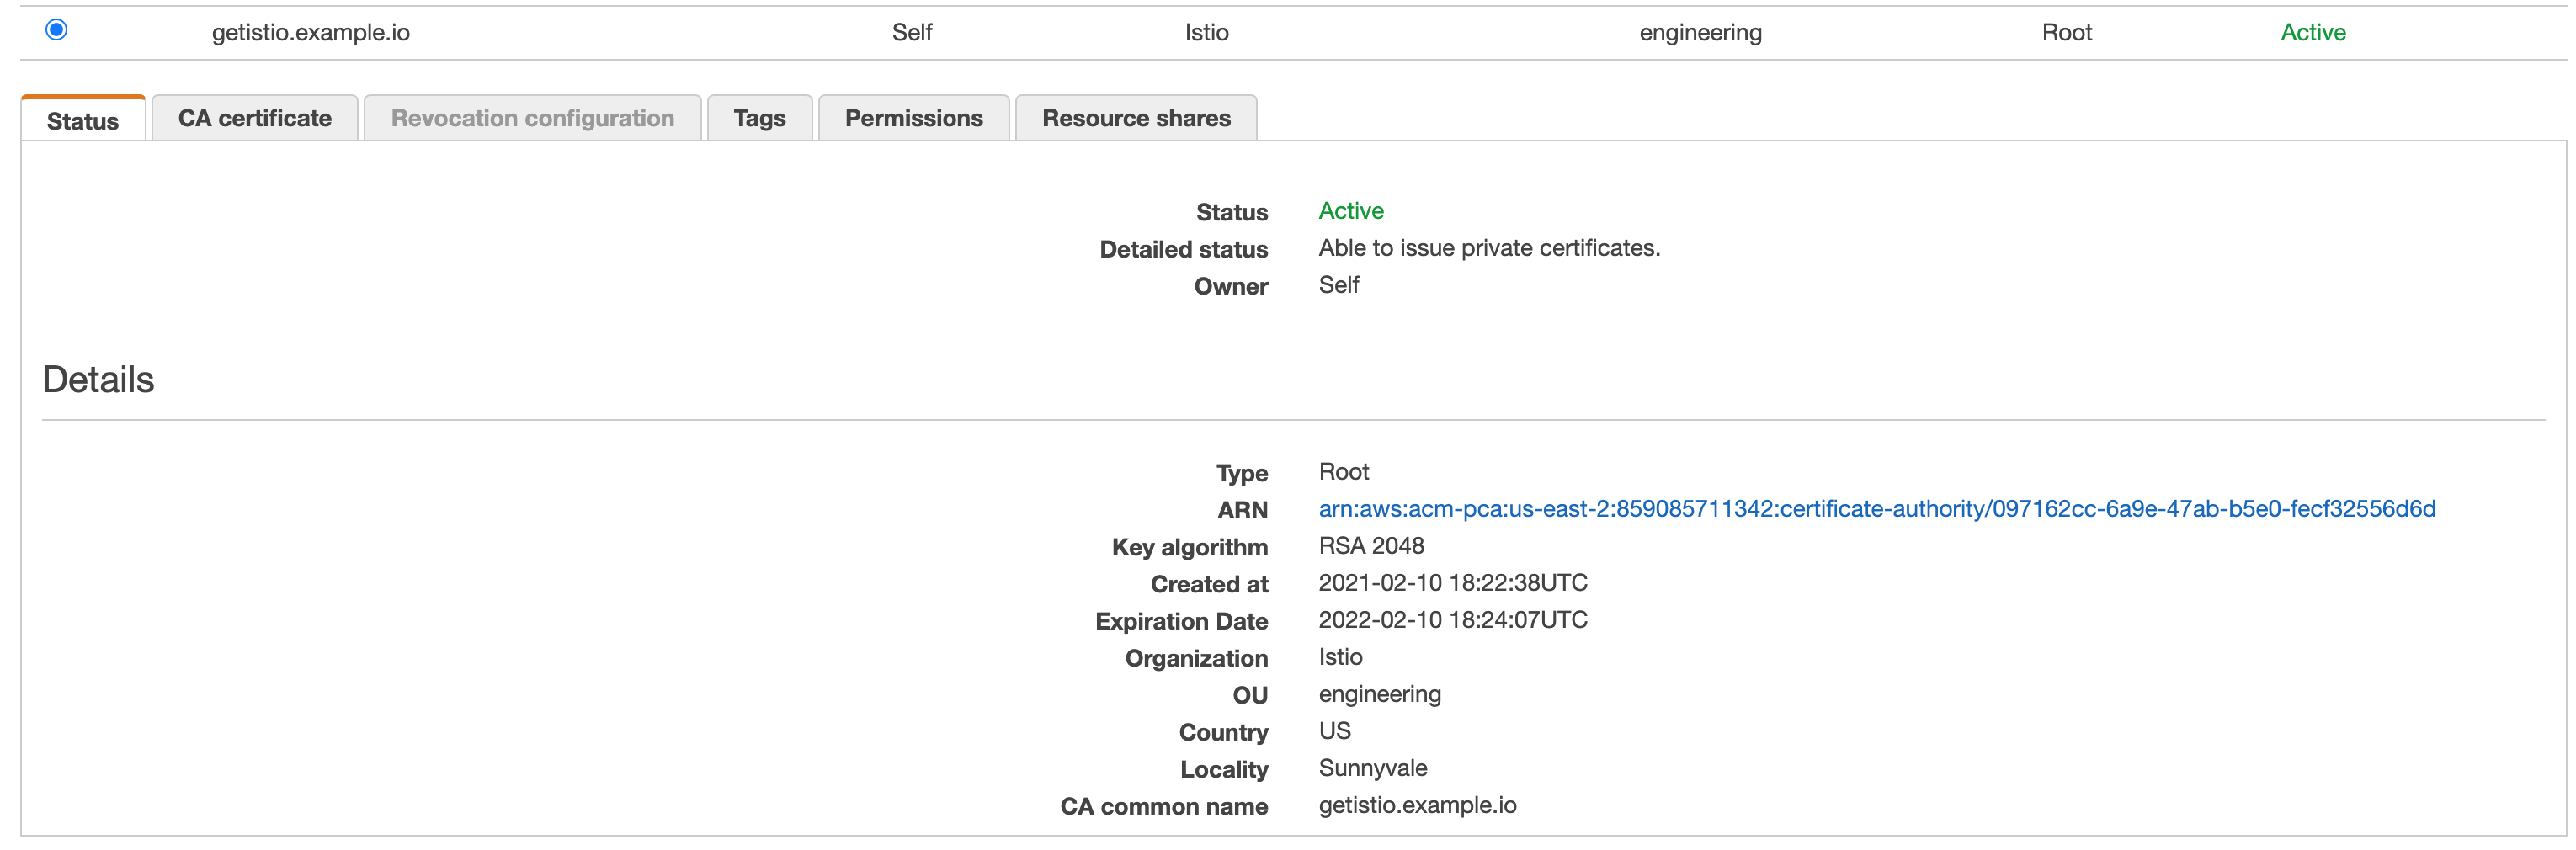 getistio.example.io Self Istio engineering Root Active
Status CA certificate Revocation configuration Tags Permissions Resource shares
Status Active
Detailed status Able to issue private certificates.
Owner Self
Details
Type Root
ARN arn:aws:acm-pca:us-east-2:859085711342:certificate-authority/097162cc-6a9e-47ab-b5e0-fecf32556d6d
Key algorithm RSA 2048
Created at 2021-02-10 18:22:38UTC
Expiration Date 2022-02-10 18:24:07UTC
Organization Istio
OU engineering
Country US
Locality Sunnyvale
CA common name getistio.example.io